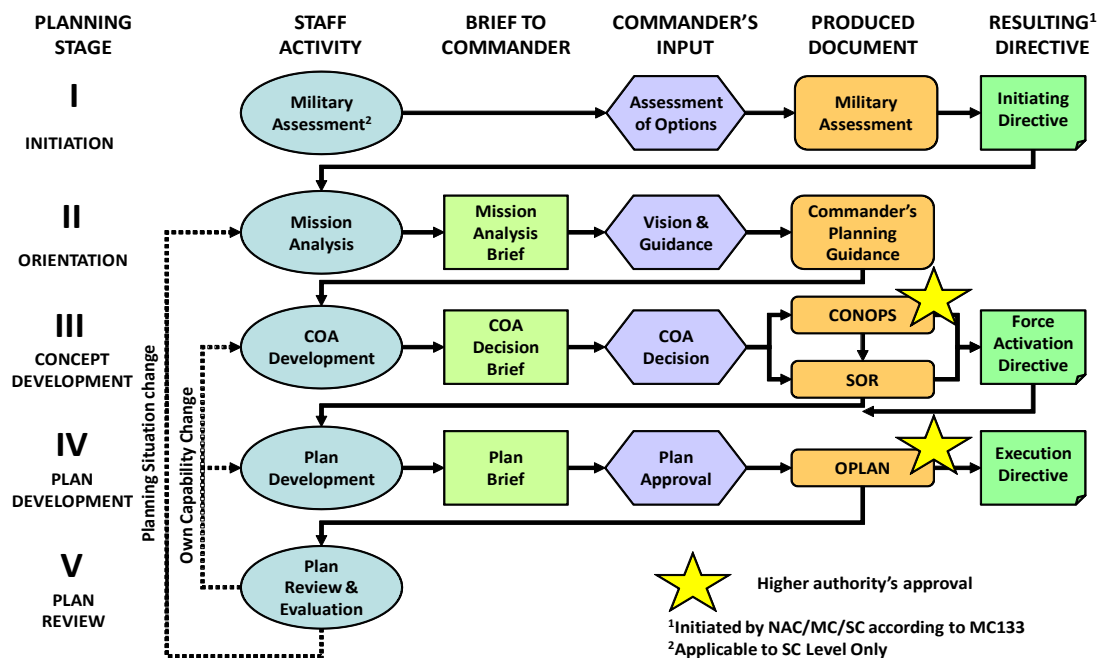 PLANNING
STAGE
STAFF
ACTIVITY
BRIEF TO
COMMANDER
COMMANDER’S
INPUT
PRODUCED
DOCUMENT
RESULTING¹
DIRECTIVE
I
INITIATION
Military
Assessment²
Assessment
of Options
Military
Assessment
Initiating
Directive
II
ORIENTATION
Mission
Analysis
Mission
Analysis
Brief
Vision &
Guidance
Commander’s
Planning
Guidance
III
CONCEPT
DEVELOPMENT
COA
Development
COA
Decision
Brief
COA
Decision
CONOPS
SOR
Force
Activation
Directive
IV
PLAN
DEVELOPMENT
Plan
Development
Plan
Brief
Plan
Approval
OPLAN
Execution
Directive
Planning Situation change
Own Capability Change
V
PLAN
REVIEW
Plan
Review &
Evaluation
Higher authority’s approval
¹Initiated by NAC/MC/SC according to MC133
²Applicable to SC Level Only